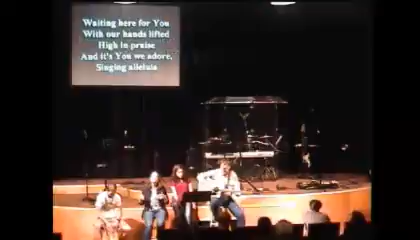 Waiting here for You
With our hands lifted
High in praise
And it's You we adore,
Singing alleluia